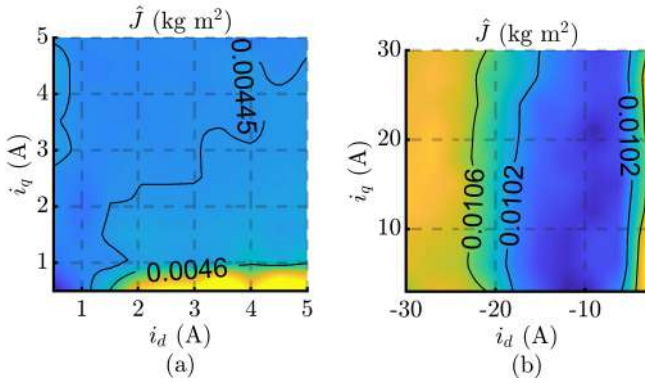 Ĵ (kg m²)
5
4
3
2
1
i_q (A)
0.00445
0.0046
1 2 3 4 5
i_d (A)
(a)
Ĵ (kg m²)
30
20
10
i_q (A)
0.0106
0.0102
0.0102
-30 -20 -10
i_d (A)
(b)